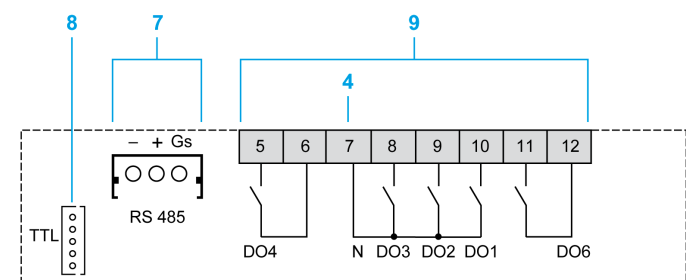 8 7 9
4
– + Gs
5 6 7 8 9 10 11 12
RS 485
TTL
DO4 N DO3 DO2 DO1 DO6